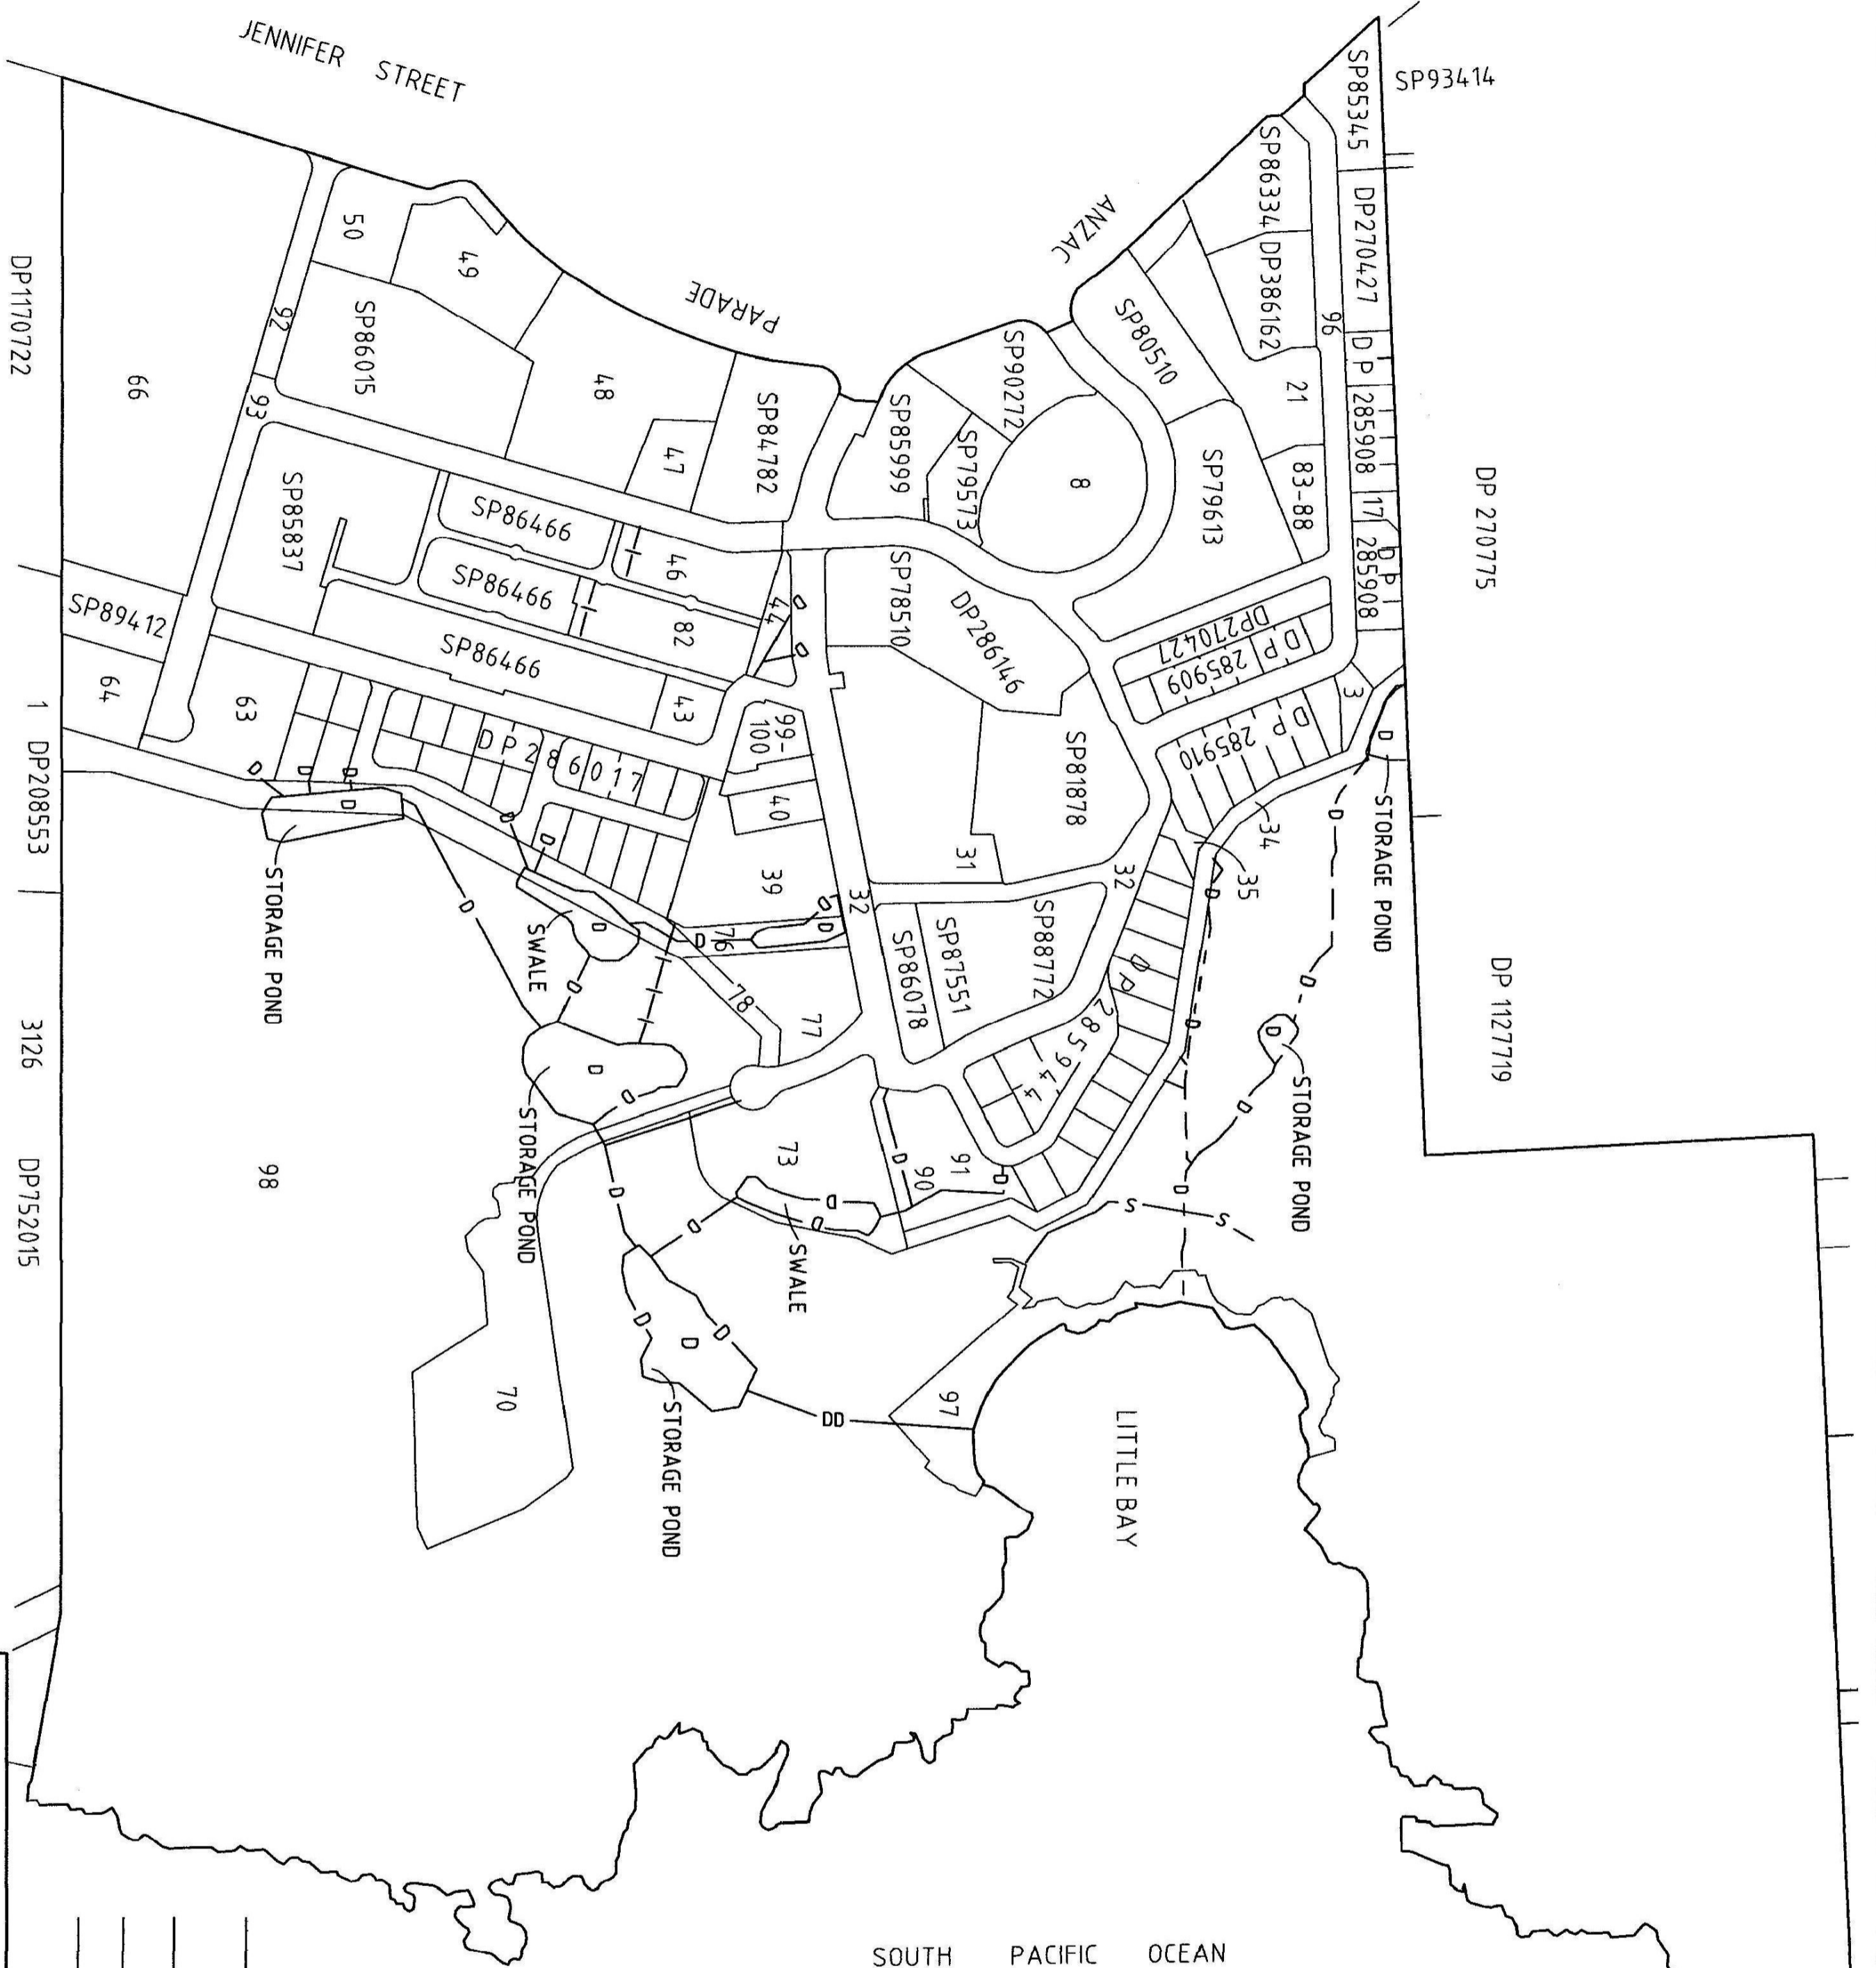 JENNIFER STREET
SP93414
SP85345
DP270427
D P
285908
17
D P
285908
SP86334
DP386162
96
21
83-88
ANZAC
PARADE
SP80510
SP79613
DP 270775
DP 1127719
50
49
SP86015
92
93
66
DP1170722
48
47
SP84782
SP85999
SP90272
SP79573
8
SP85837
SP86466
SP86466
SP86466
46
82
44
D
D
43
SP78510
DP286146
SP81878
31
DP270427
D P
285909
D P
285910
3
D
STORAGE POND
34
35
SP89412
64
63
1 DP208553
DP286017
99-
100
40
39
32
32
D
D
D
D
D
STORAGE POND
D
D
SWALE
D
D
76
D
D
D
78
77
SP86078
SP87551
SP88772
D P
285944
D
D
D
D
D
STORAGE POND
D
D
D
D
D
STORAGE POND
D
D
98
3126 DP752015
73
D
D
SWALE
D
D
90
91
D
S
S
D
D
D
D
STORAGE POND
DD
97
70
LITTLE BAY
SOUTH PACIFIC OCEAN